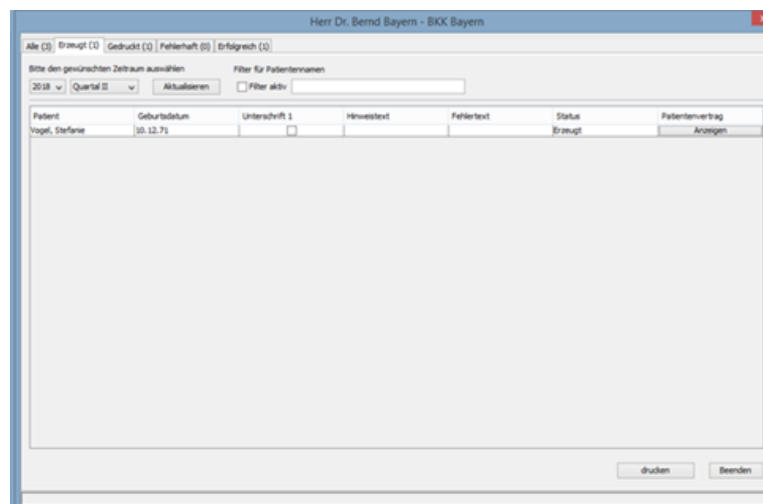 Herr Dr. Bernd Bayern - BKK Bayern
Alle (3) Erzeugt (1) Gedruckt (1) Fehlerhaft (0) Erfolgreich (1)
Bitte den gewünschten Zeitraum auswählen Filter für Patientennamen
2018 Quartal II Aktualisieren Filter aktiv
Patient Geburtsdatum Unterschrift 1 Hinweistext Fehlertext Status Patientenvertrag
Vogel, Stefanie 10.12.71 Erzeugt Anzeigen
drucken Beenden